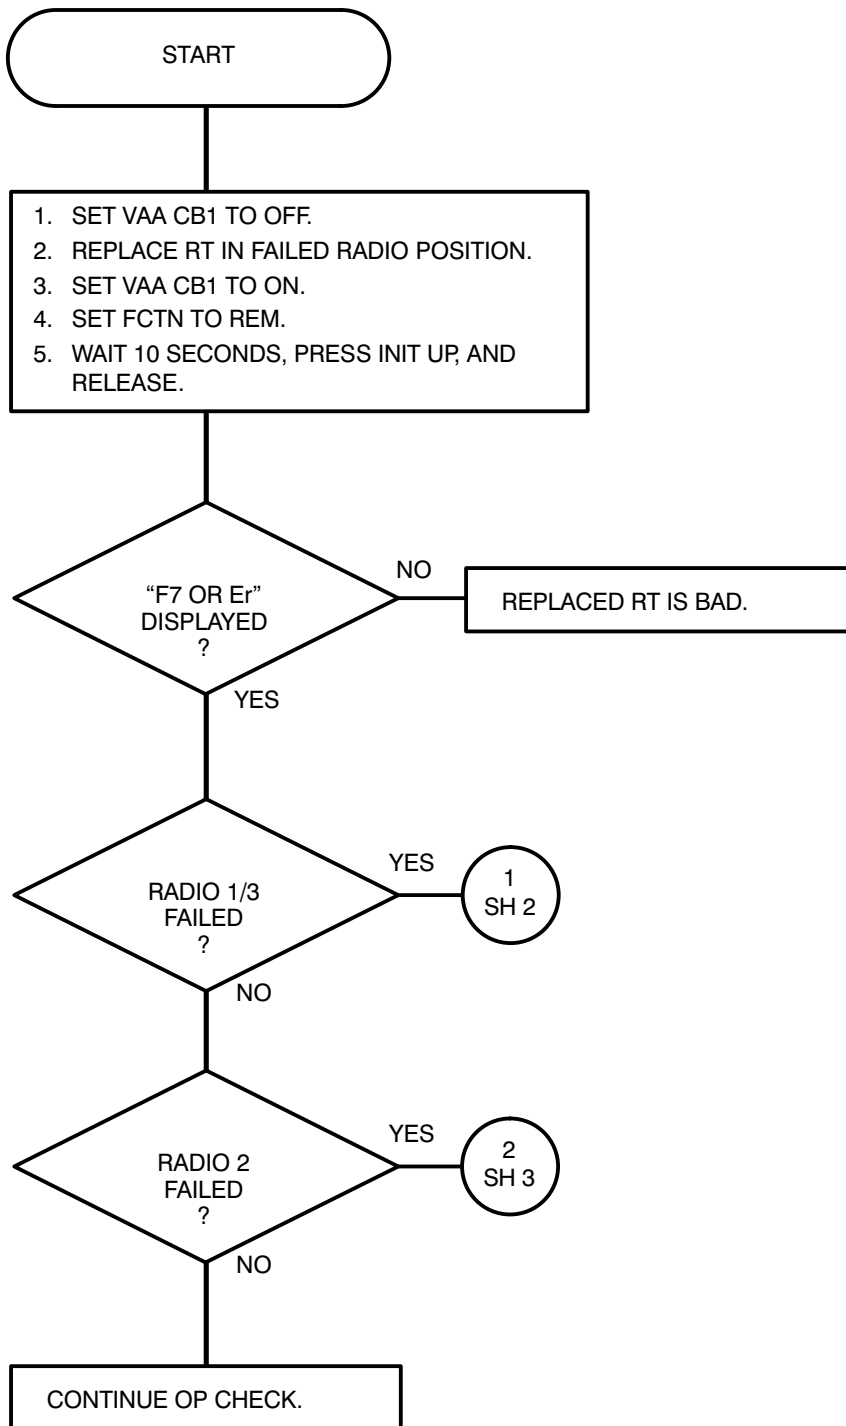 START
1. SET VAA CB1 TO OFF.
2. REPLACE RT IN FAILED RADIO POSITION.
3. SET VAA CB1 TO ON.
4. SET FCTN TO REM.
5. WAIT 10 SECONDS, PRESS INIT UP, AND
RELEASE.
“F7 OR Er”
DISPLAYED
?
NO
REPLACED RT IS BAD.
YES
RADIO 1/3
FAILED
?
YES
1
SH 2
NO
RADIO 2
FAILED
?
YES
2
SH 3
NO
CONTINUE OP CHECK.